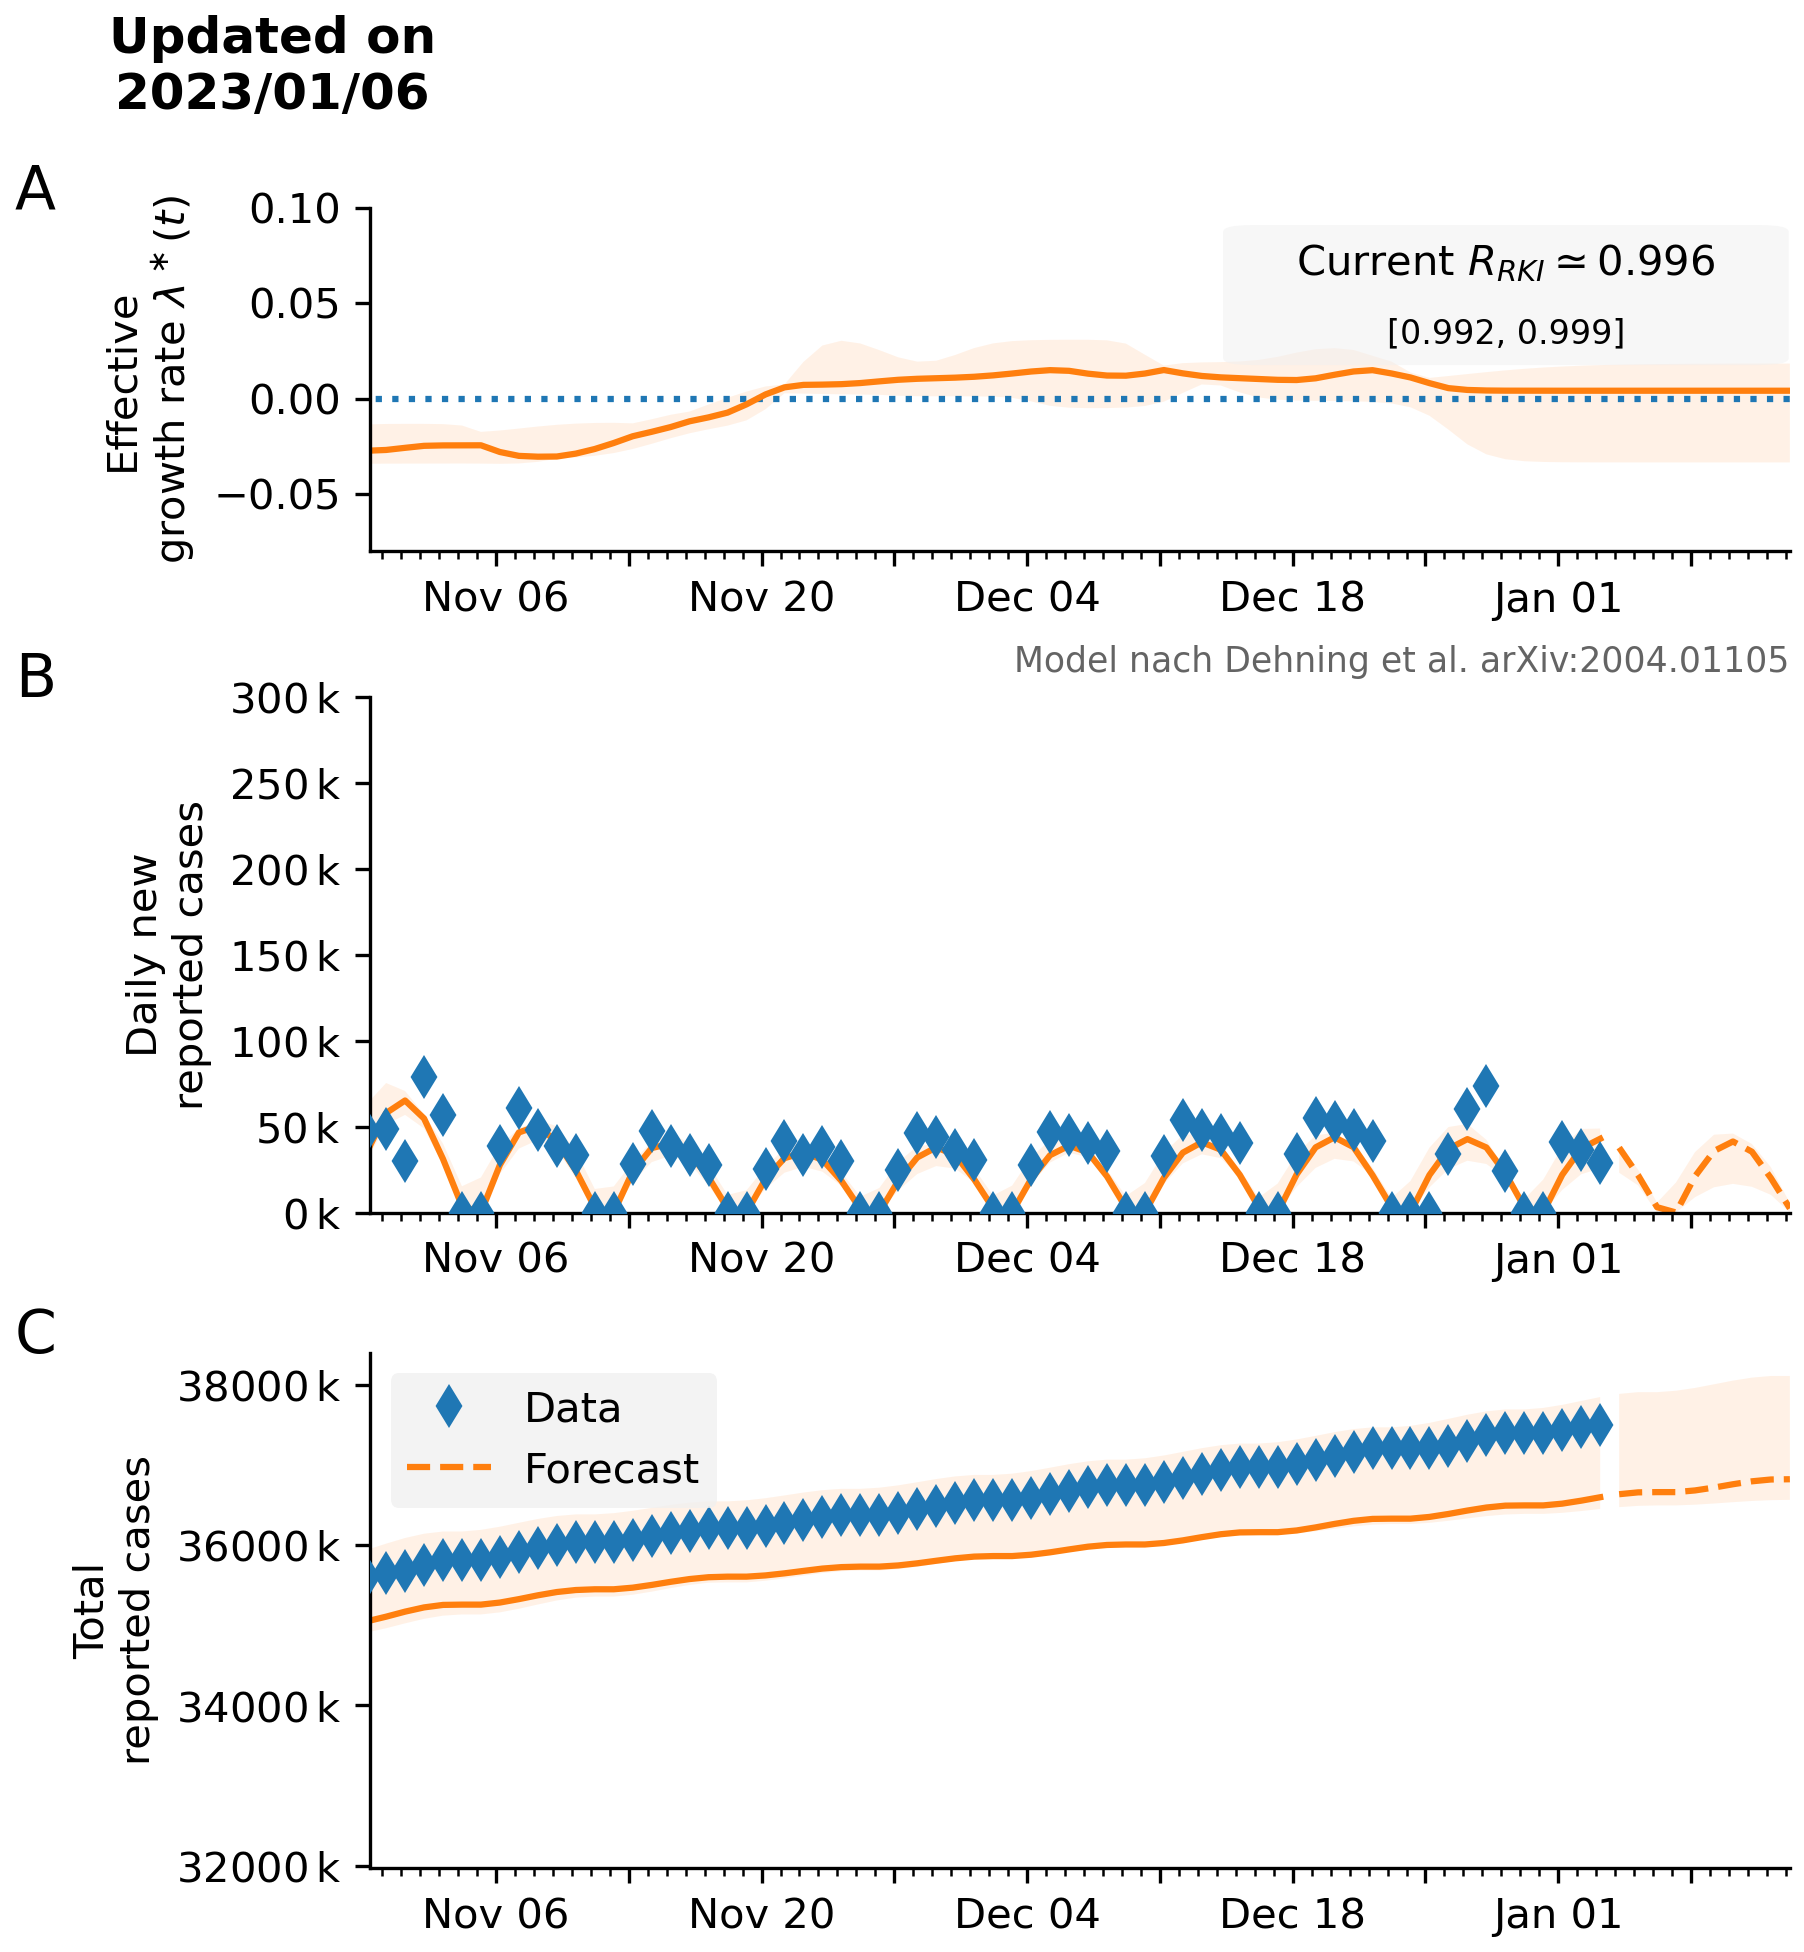 Updated on
2023/01/06
A
Effective
growth rate λ * (t)
0.10
0.05
0.00
−0.05
Current R_RKI ≃ 0.996
[0.992, 0.999]
Nov 06 Nov 20 Dec 04 Dec 18 Jan 01
Model nach Dehning et al. arXiv:2004.01105
B
Daily new
reported cases
300 k
250 k
200 k
150 k
100 k
50 k
0 k
Nov 06 Nov 20 Dec 04 Dec 18 Jan 01
C
Total
reported cases
38000 k
36000 k
34000 k
32000 k
Data
Forecast
Nov 06 Nov 20 Dec 04 Dec 18 Jan 01